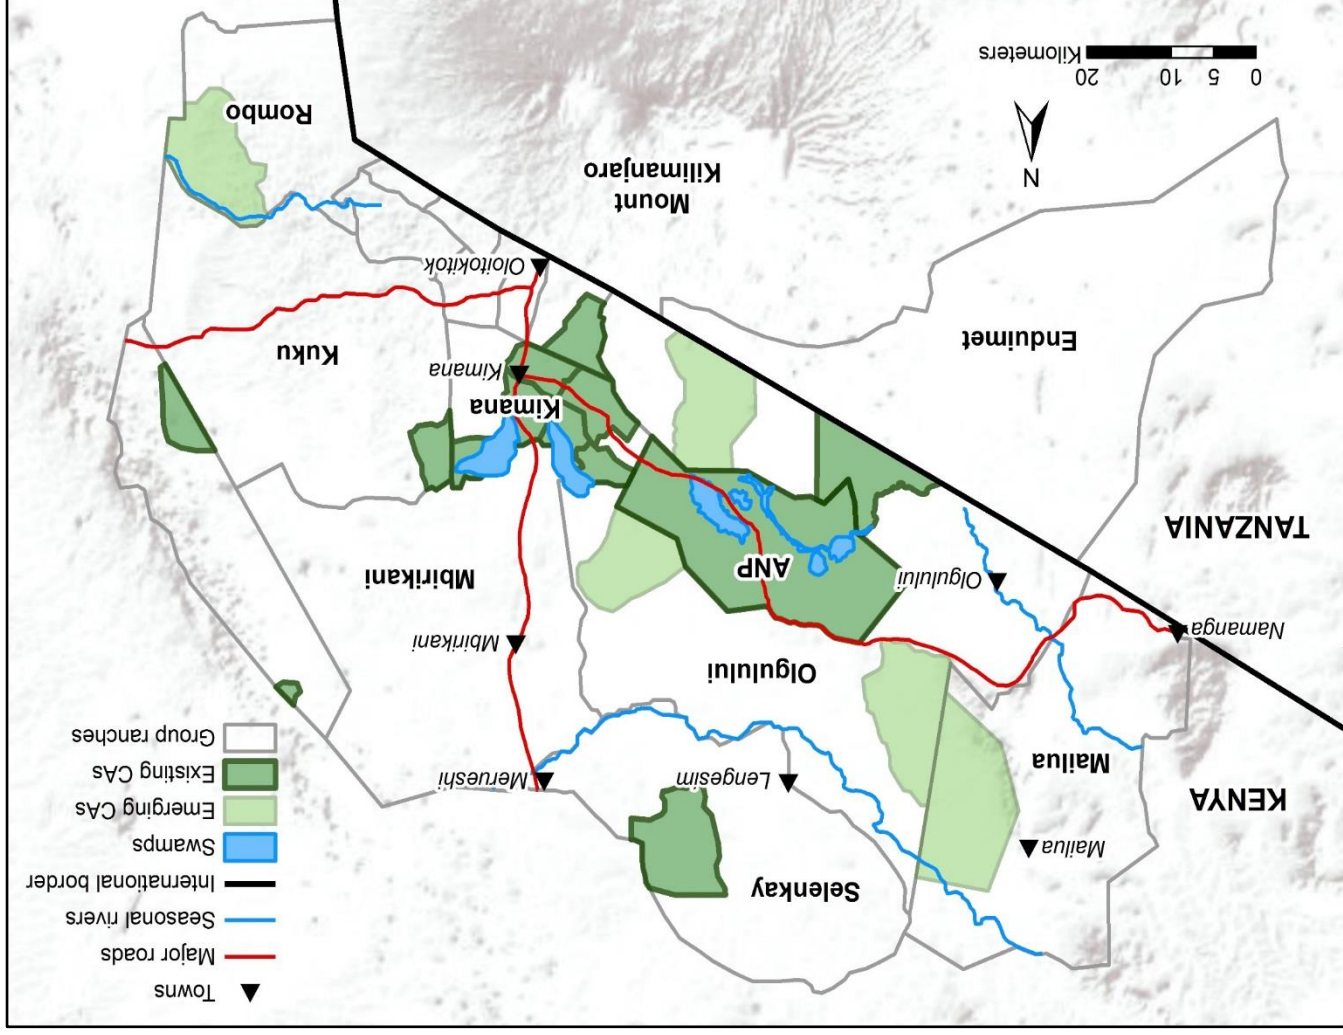 Towns
Major roads
Seasonal rivers
International border
Swamps
Emerging CAs
Existing CAs
Group ranches
Selenkay
Mailua
KENYA
Mailua
Lengesim
Merueshi
Olgulului
Mbirikani
Namanga
Olgulului
Mbirikani
ANP
TANZANIA
Kimana
Kimana
Kuku
Enduimet
Oloitokitok
Mount
Kilimanjaro
N
Rombo
0 5 10 20
Kilometers